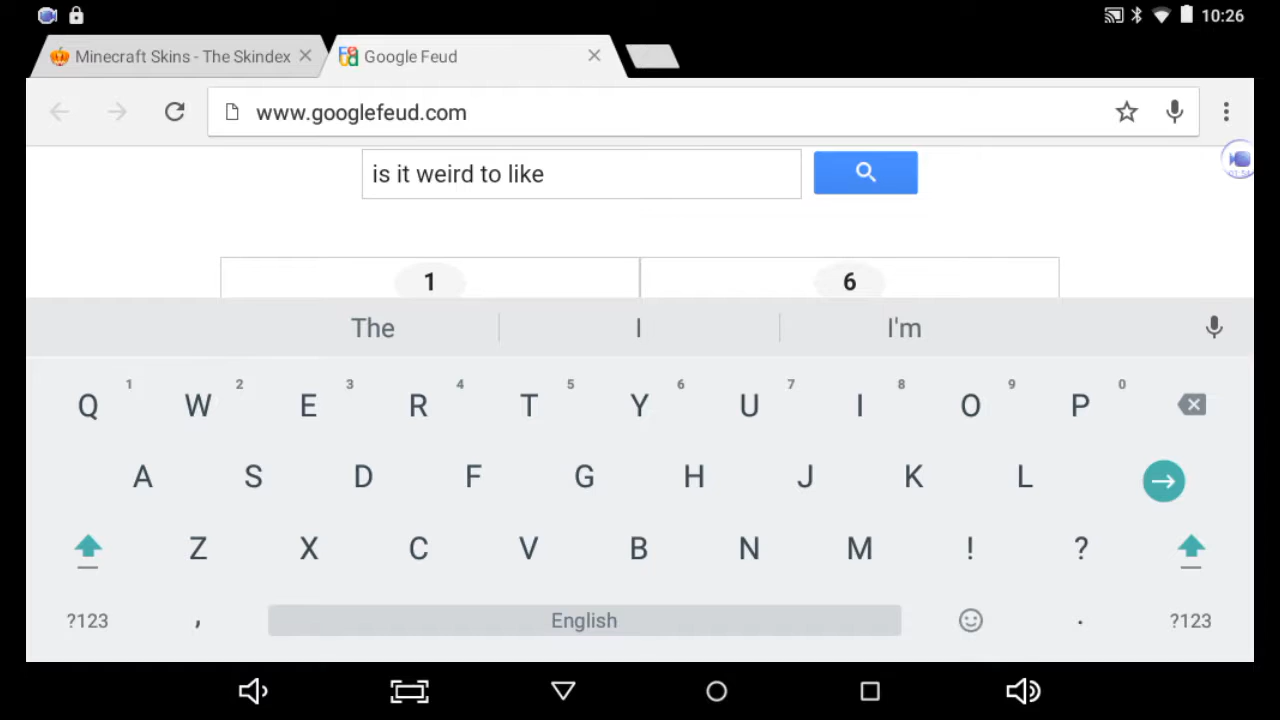 10:26
Minecraft Skins - The Skindex
Google Feud
www.googlefeud.com
is it weird to like
1 6
The I I'm
1 2 3 4 5 6 7 8 9 0
Q W E R T Y U I O P
A S D F G H J K L
Z X C V B N M ! ?
?123 , English . ?123